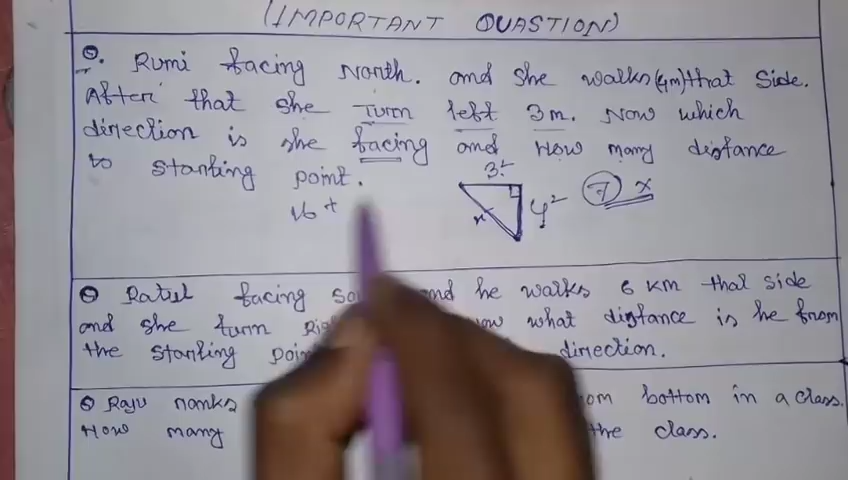 (IMPORTANT QUASTION)
Q. Rumi facing North. and she walks (4m) that side.
After that she turn left 3m. Now which
direction is she facing and How many distance
to starting point.
3²
7 x
16 +
x
4²
Q Ratul facing and he walks 6 km that side
and she turn what distance is he from
the starting direction.
Q Raju ranks bottom in a class.
How many the class.